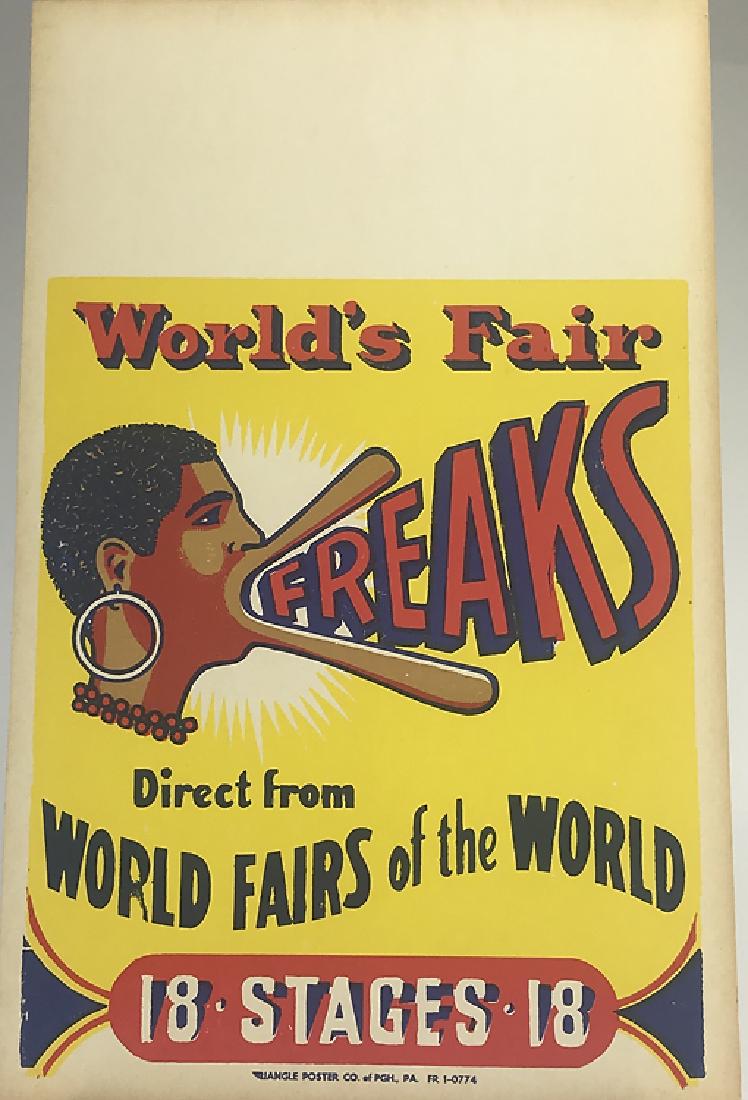 World's Fair
FREAKS
Direct from
WORLD FAIRS of the WORLD
18 · STAGES · 18
TRIANGLE POSTER CO. of PGH., PA. FR 1-0774